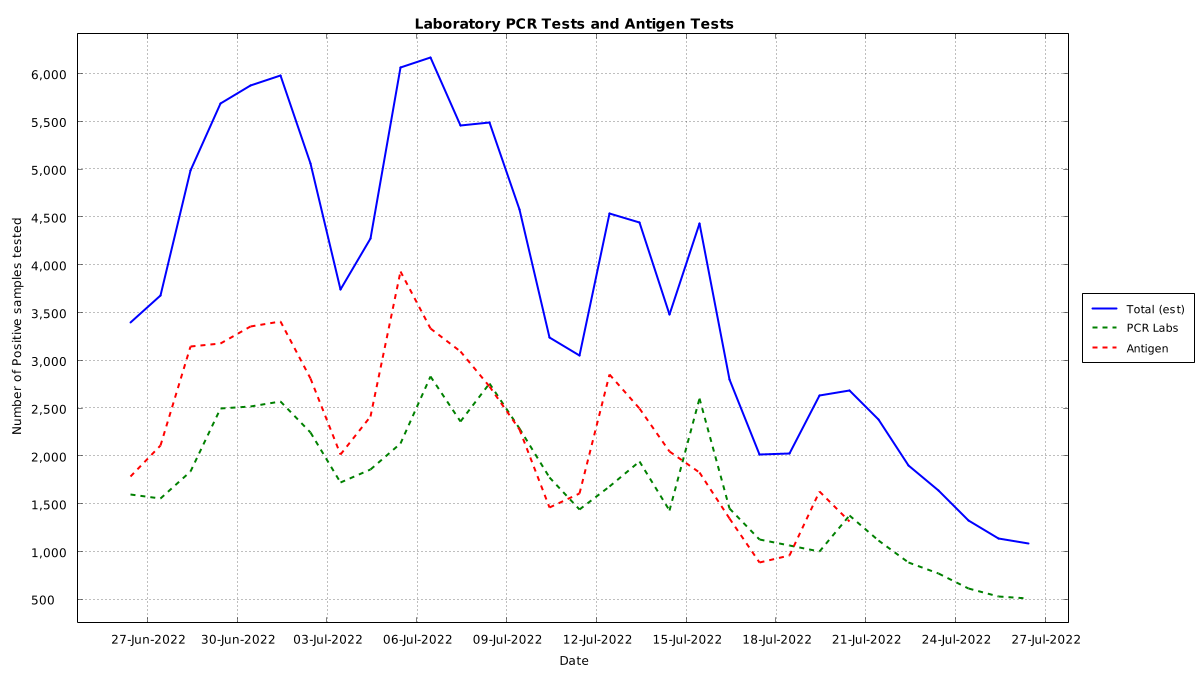 Laboratory PCR Tests and Antigen Tests
Number of Positive samples tested
6,000
5,500
5,000
4,500
4,000
3,500
3,000
2,500
2,000
1,500
1,000
500
27-Jun-2022 30-Jun-2022 03-Jul-2022 06-Jul-2022 09-Jul-2022 12-Jul-2022 15-Jul-2022 18-Jul-2022 21-Jul-2022 24-Jul-2022 27-Jul-2022
Date
Total (est)
PCR Labs
Antigen